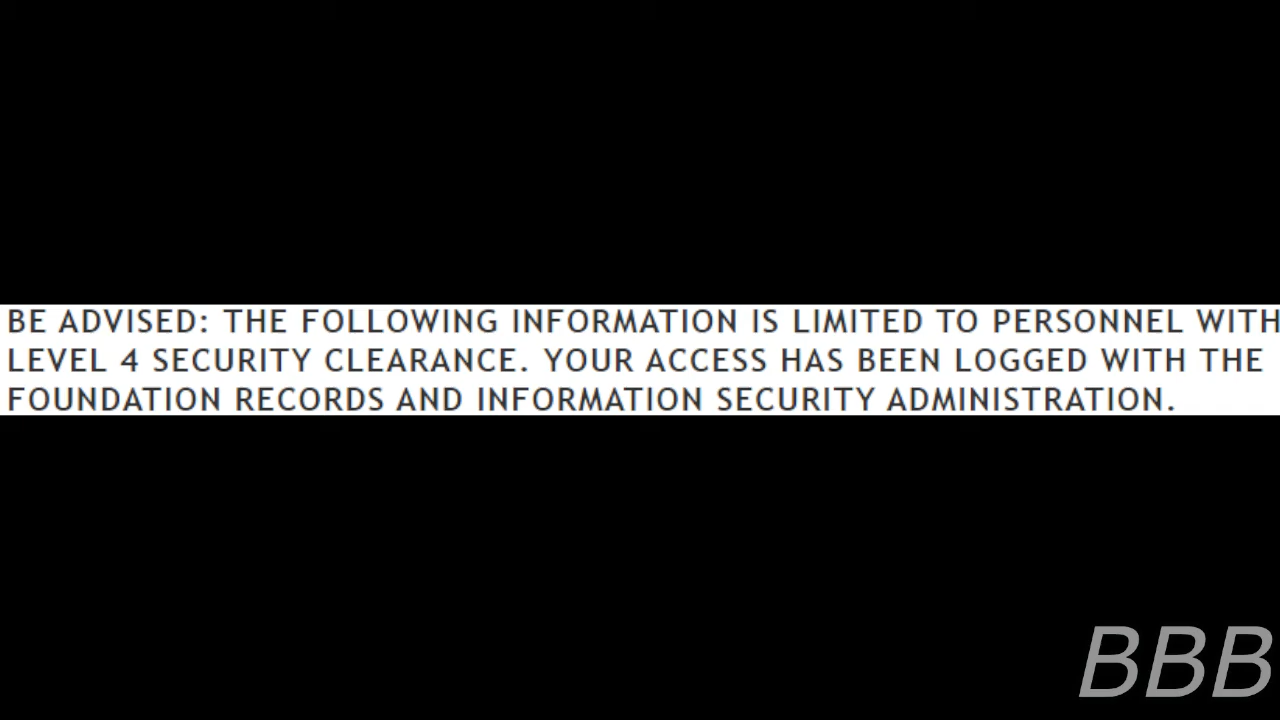 BE ADVISED: THE FOLLOWING INFORMATION IS LIMITED TO PERSONNEL WITH
LEVEL 4 SECURITY CLEARANCE. YOUR ACCESS HAS BEEN LOGGED WITH THE
FOUNDATION RECORDS AND INFORMATION SECURITY ADMINISTRATION.
BBB